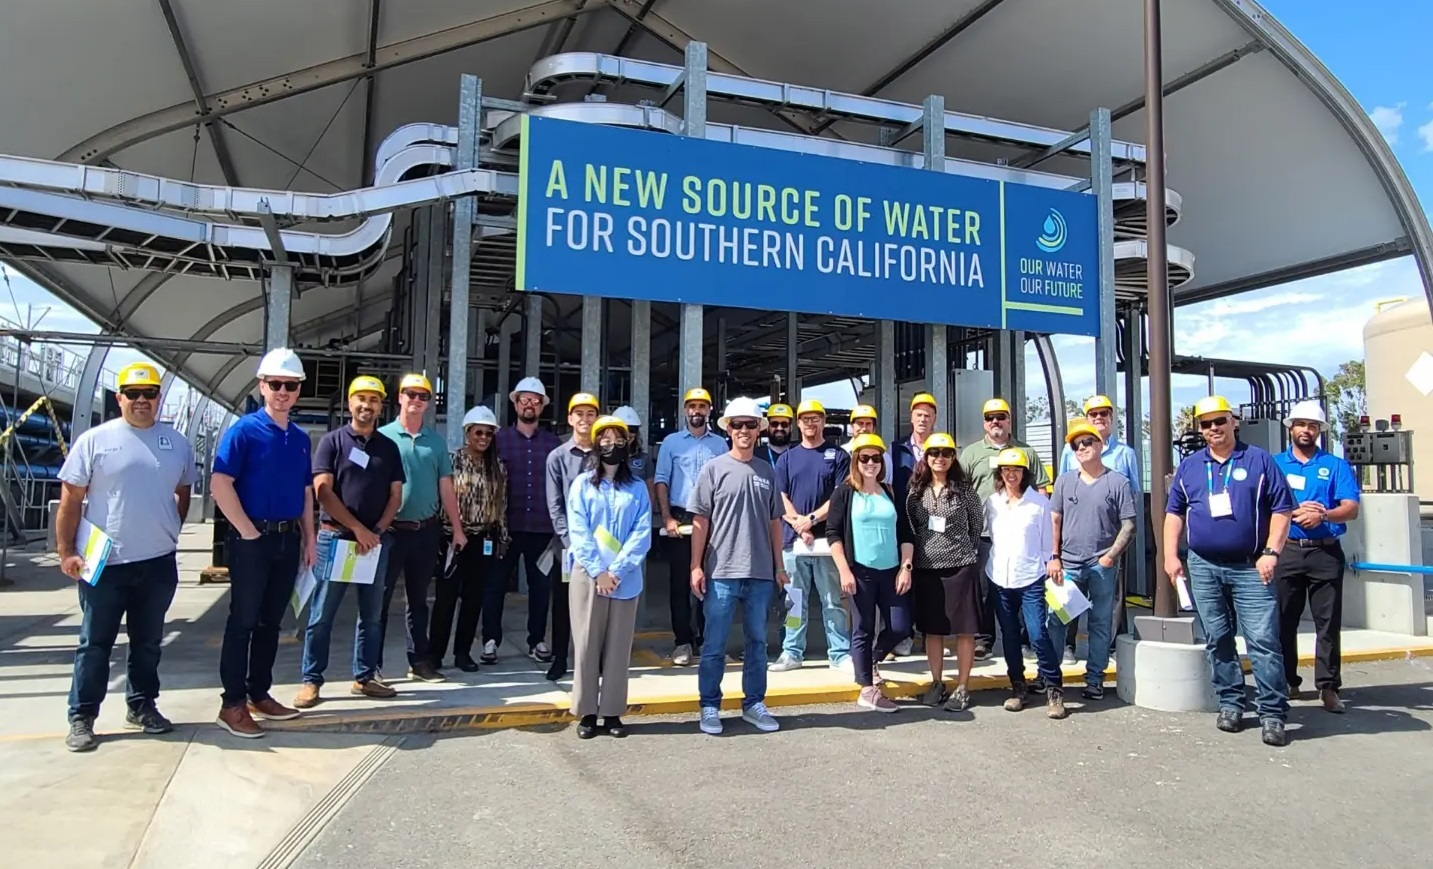 A NEW SOURCE OF WATER
FOR SOUTHERN CALIFORNIA
OUR WATER
OUR FUTURE